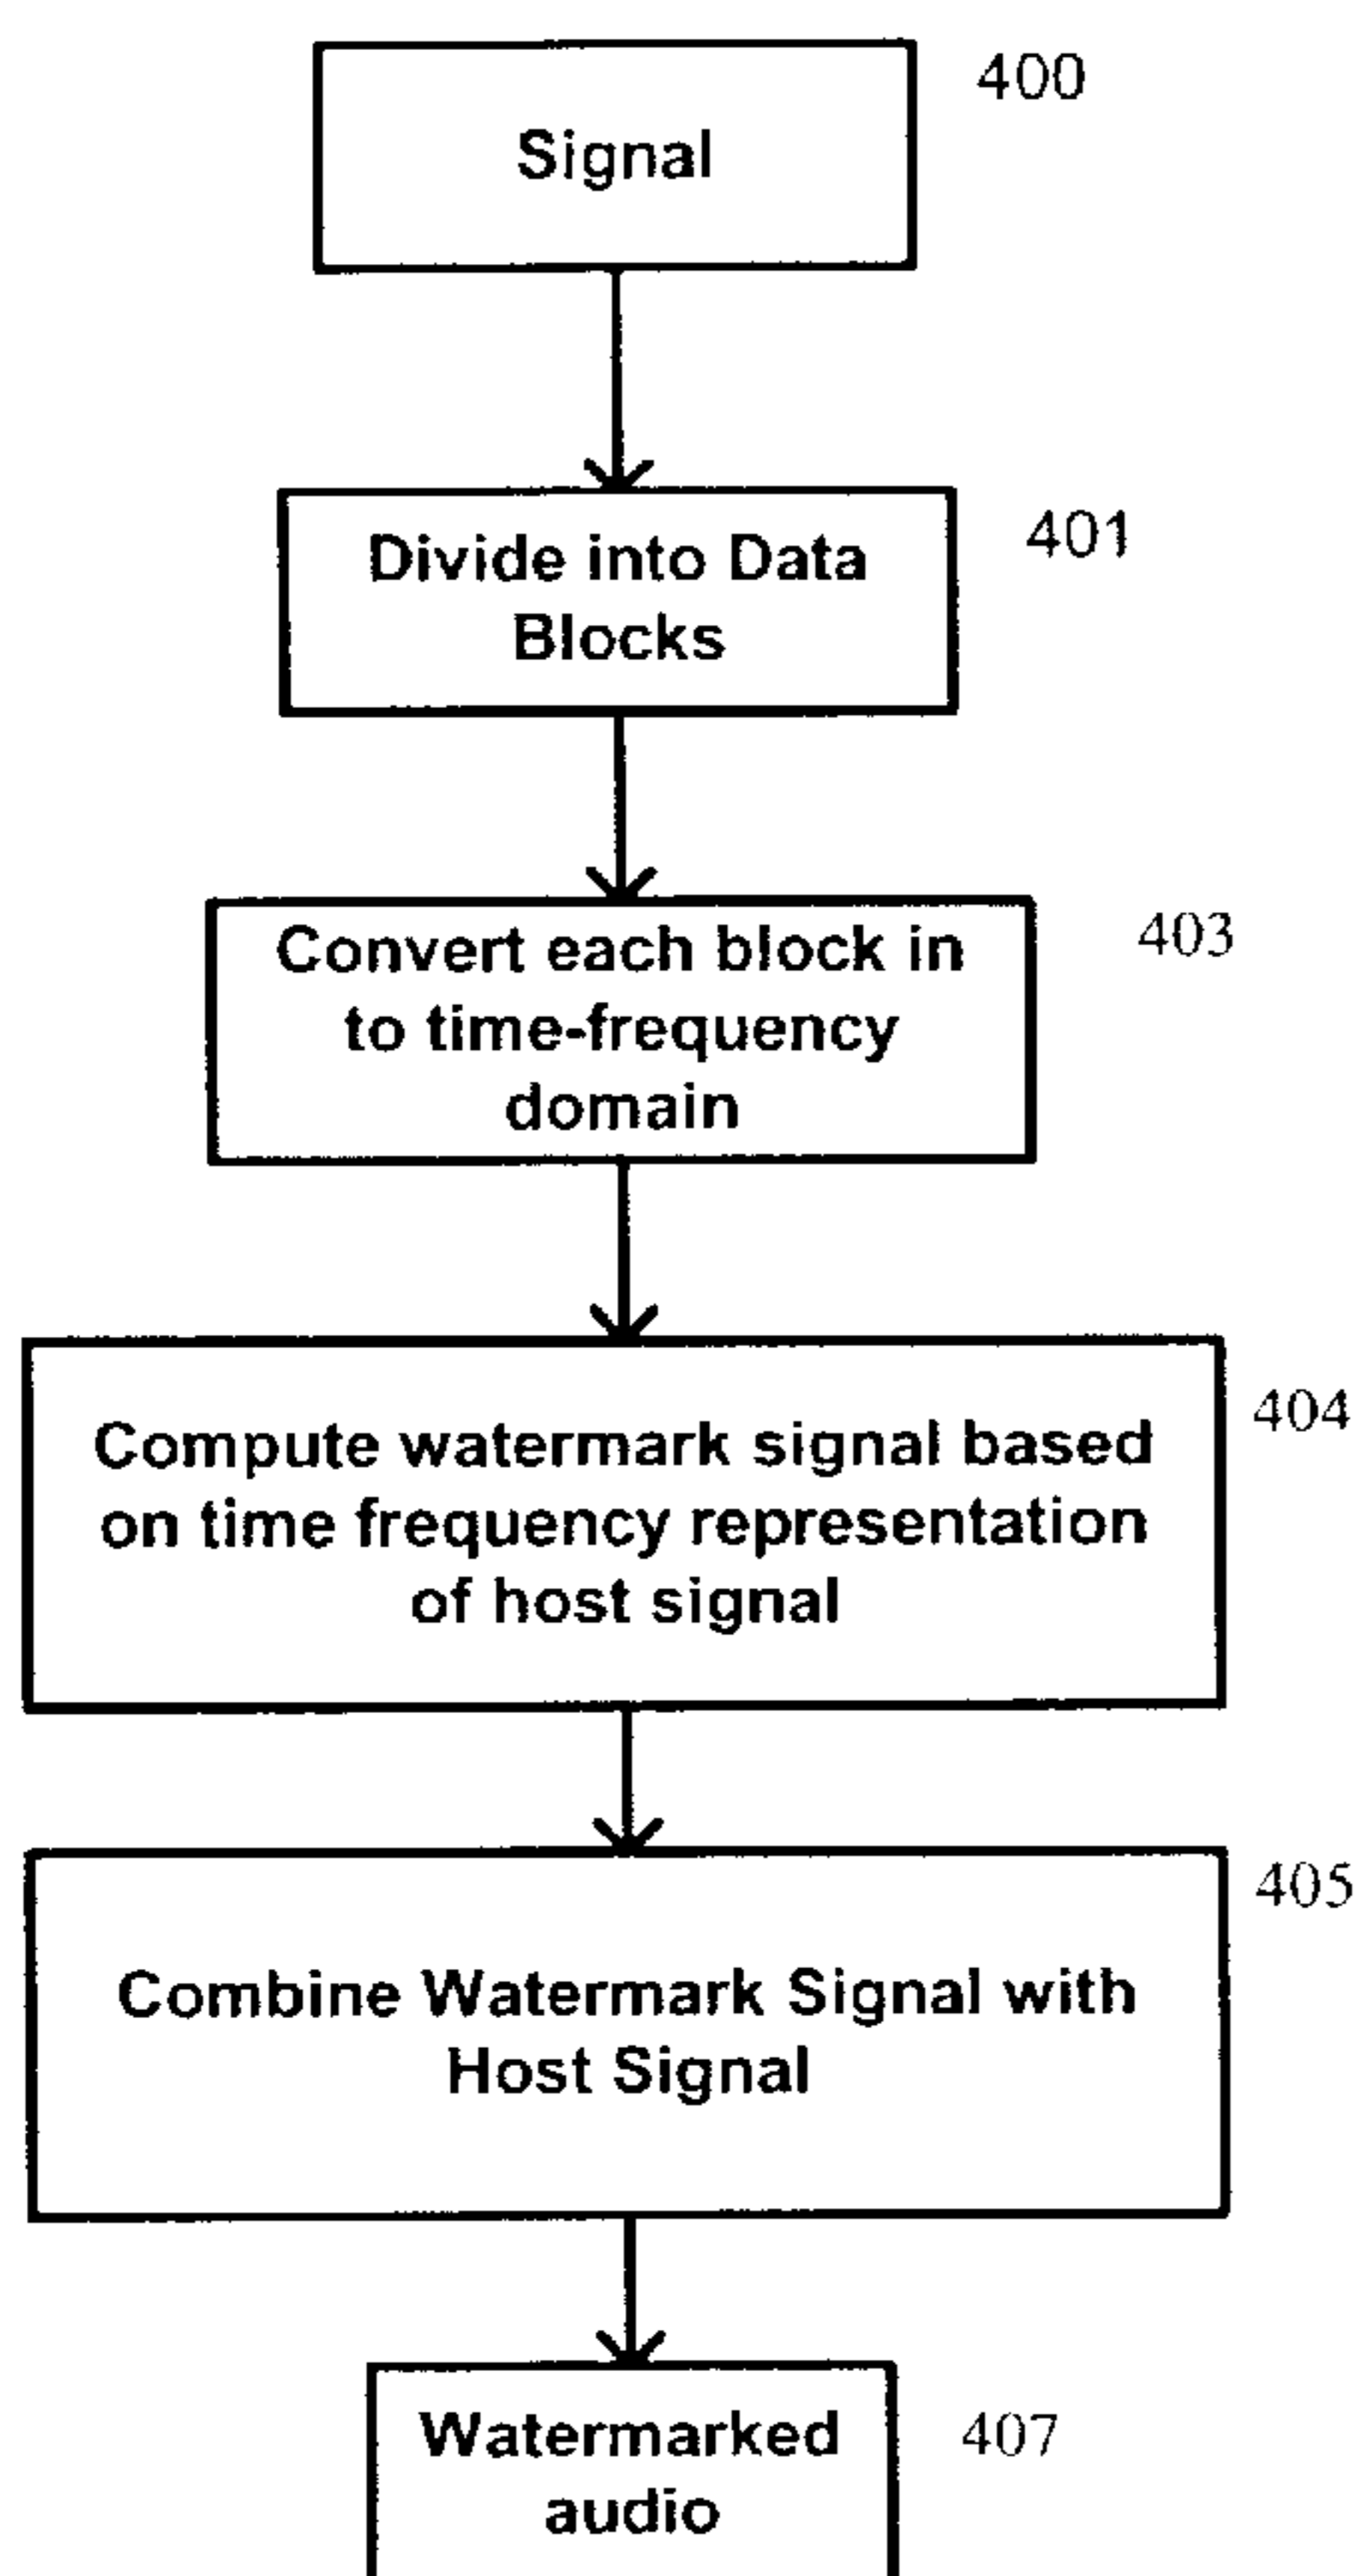 400
Signal
401
Divide into Data
Blocks
403
Convert each block in
to time-frequency
domain
404
Compute watermark signal based
on time frequency representation
of host signal
405
Combine Watermark Signal with
Host Signal
407
Watermarked
audio